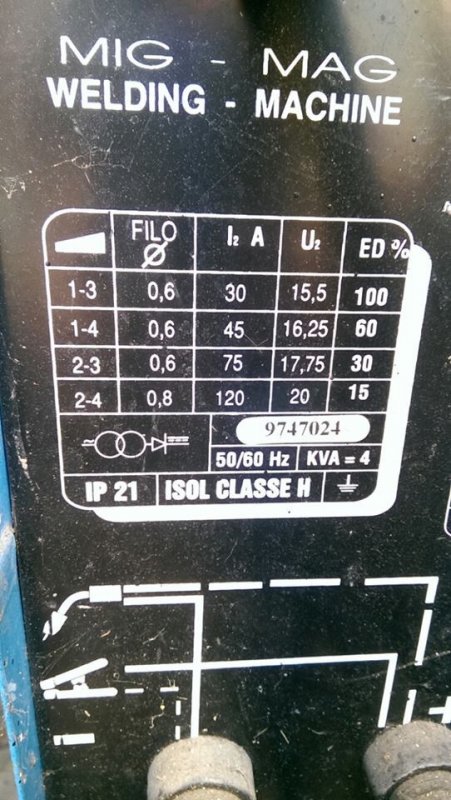 MIG - MAG
WELDING - MACHINE
FILO Ø I₂ A U₂ ED %
1-3 0,6 30 15,5 100
1-4 0,6 45 16,25 60
2-3 0,6 75 17,75 30
2-4 0,8 120 20 15
9747024
50/60 Hz KVA = 4
IP 21 ISOL CLASSE H